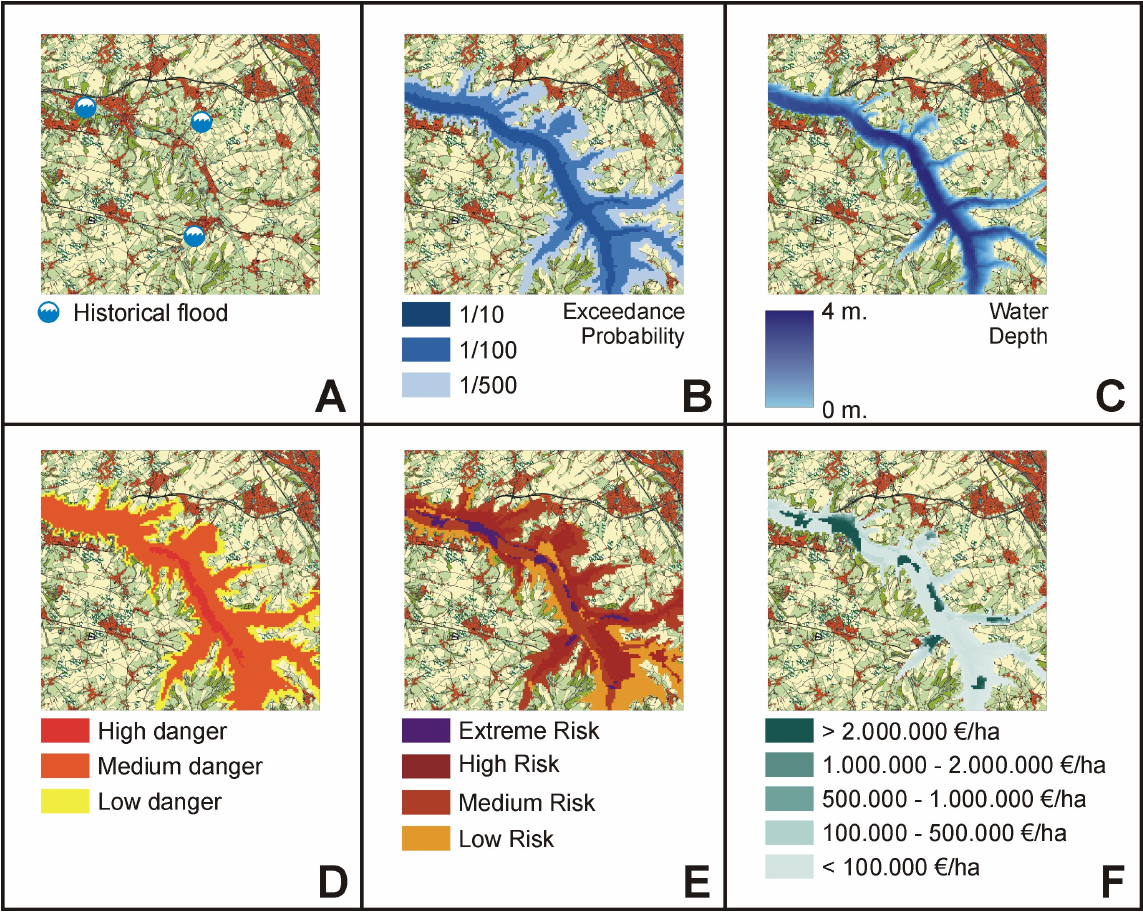 Historical flood
A
1/10
1/100
1/500
Exceedance
Probability
B
4 m.
0 m.
Water
Depth
C
High danger
Medium danger
Low danger
D
Extreme Risk
High Risk
Medium Risk
Low Risk
E
> 2.000.000 €/ha
1.000.000 - 2.000.000 €/ha
500.000 - 1.000.000 €/ha
100.000 - 500.000 €/ha
< 100.000 €/ha
F